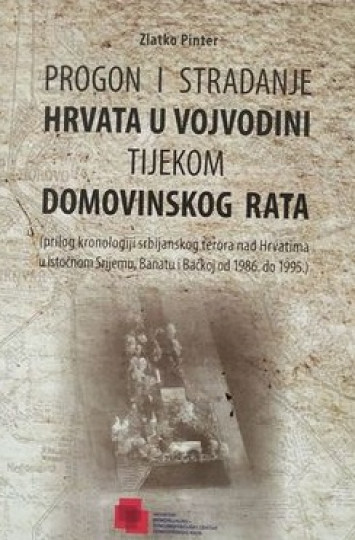 Zlatko Pinter
PROGON I STRADANJE
HRVATA U VOJVODINI
TIJEKOM
DOMOVINSKOG RATA
(prilog kronologiji srbljanskog terora nad Hrvatima
u istočnom Srijemu, Banatu i Bačkoj od 1986. do 1995.)